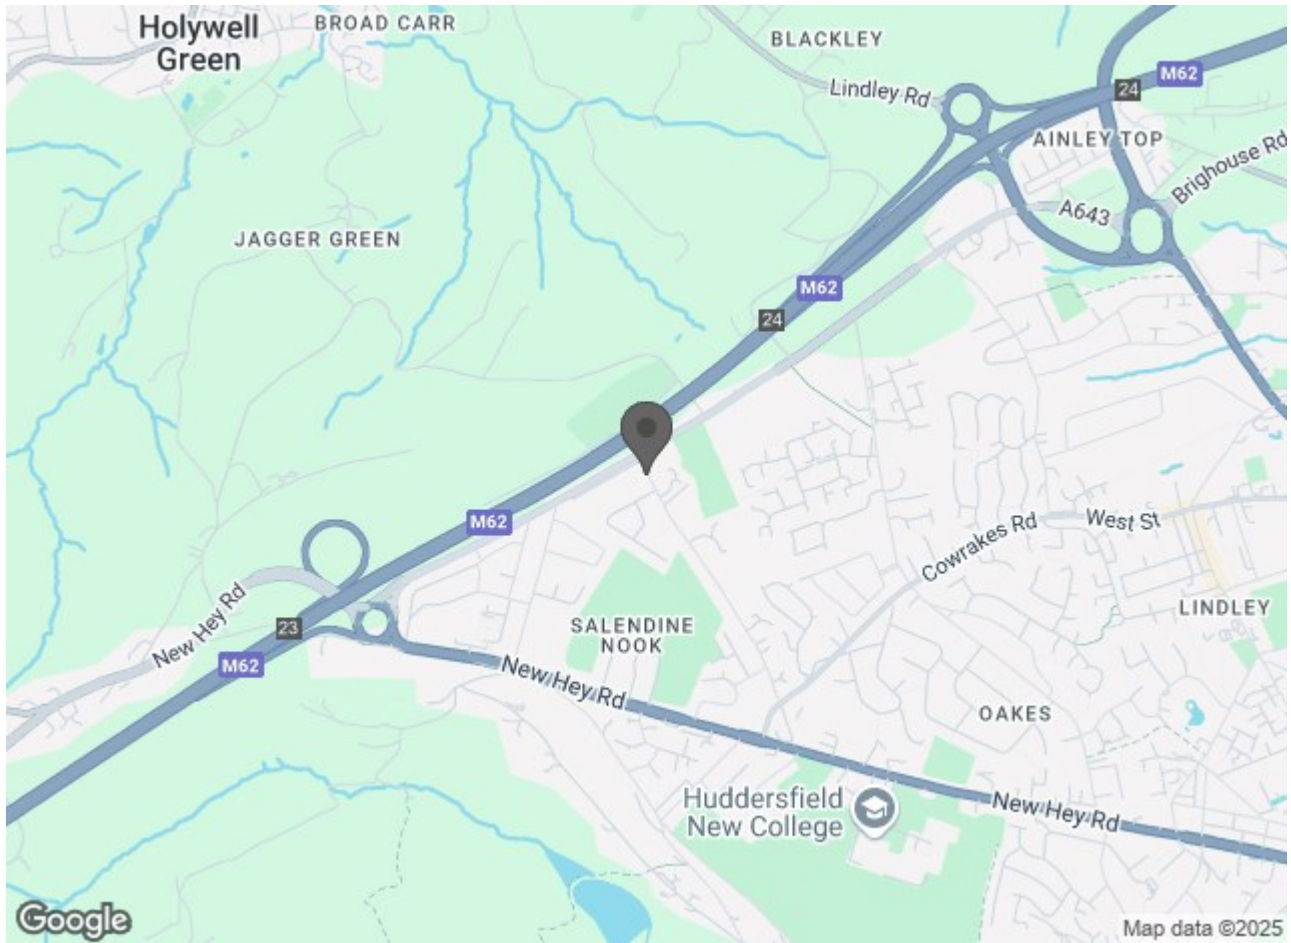 Holywell
Green
BROAD CARR
BLACKLEY
Lindley Rd
M62
24
AINLEY TOP
Brighouse Rd
A643
JAGGER GREEN
M62
24
M62
Cowrakes Rd
West St
LINDLEY
New Hey Rd
23
M62
SALENDINE
NOOK
New Hey Rd
OAKES
Huddersfield
New College
New Hey Rd
Google
Map data ©2025